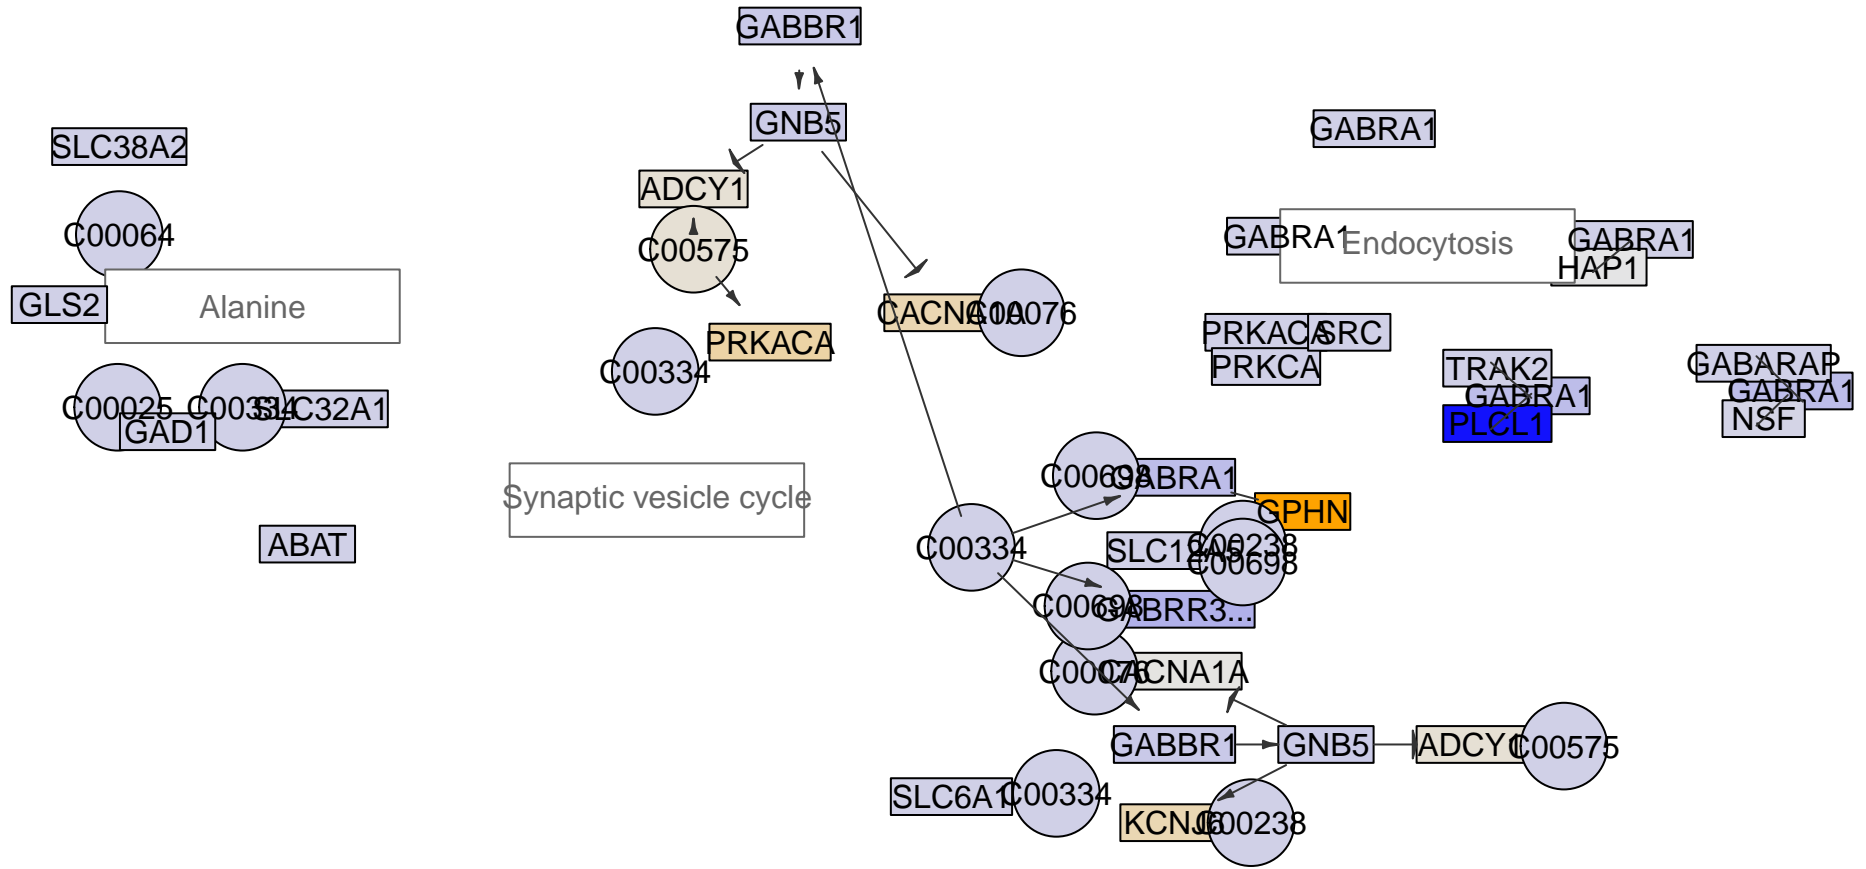 GABBR1
GNB5
GABRA1
SLC38A2
ADCY1
C00064
C00575
GABRA1
Endocytosis
GABRA1
HAP1
GLS2
Alanine
CACNA1A
C00076
PRKACA
PRKACA
SRC
C00334
PRKCA
TRAK2
GABARAP
GABRA1
GABRA1
C00025
C00334
SLC32A1
GAD1
PLCL1
NSF
C00698
GABRA1
Synaptic vesicle cycle
GPHN
ABAT
C00334
SLC12A5
C00238
C00698
C00698
GABRR3...
C00076
CACNA1A
GABBR1
GNB5
ADCY1
C00575
SLC6A1
C00334
KCNJ6
C00238